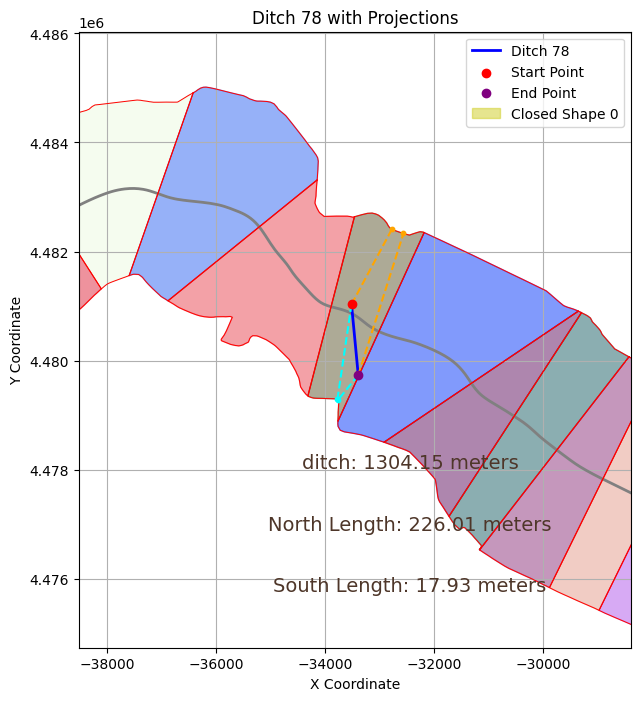 Ditch 78 with Projections
1e6
Ditch 78
Start Point
End Point
Closed Shape 0
4.486
4.484
4.482
4.480
4.478
4.476
Y Coordinate
ditch: 1304.15 meters
North Length: 226.01 meters
South Length: 17.93 meters
−38000
−36000
−34000
−32000
−30000
X Coordinate